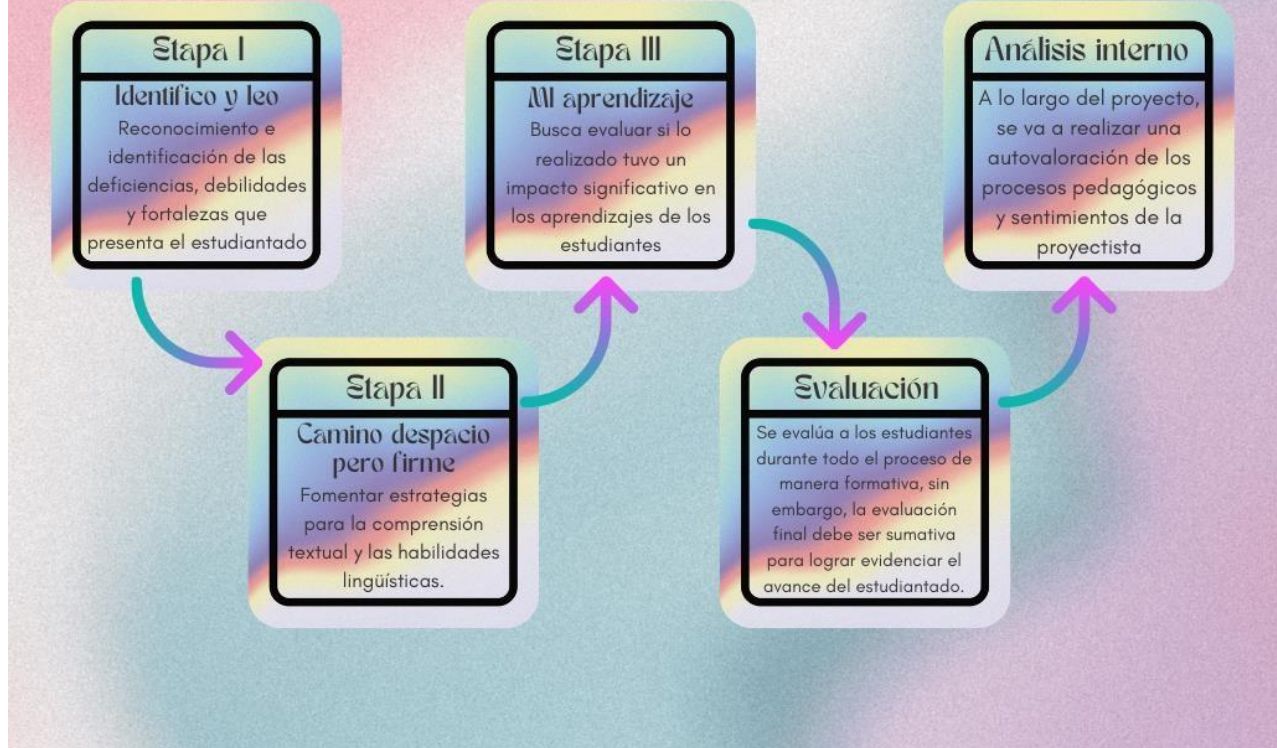 Etapa I
Identifico y leo
Reconocimiento e
identificación de las
deficiencias, debilidades
y fortalezas que
presenta el estudiantado
Etapa II
Camino despacio
pero firme
Fomentar estrategias
para la comprensión
textual y las habilidades
lingüísticas.
Etapa III
MI aprendizaje
Busca evaluar si lo
realizado tuvo un
impacto significativo en
los aprendizajes de los
estudiantes
Evaluación
Se evalúa a los estudiantes
durante todo el proceso de
manera formativa, sin
embargo, la evaluación
final debe ser sumativa
para lograr evidenciar el
avance del estudiantado.
Análisis interno
A lo largo del proyecto,
se va a realizar una
autovaloración de los
procesos pedagógicos
y sentimientos de la
proyectista